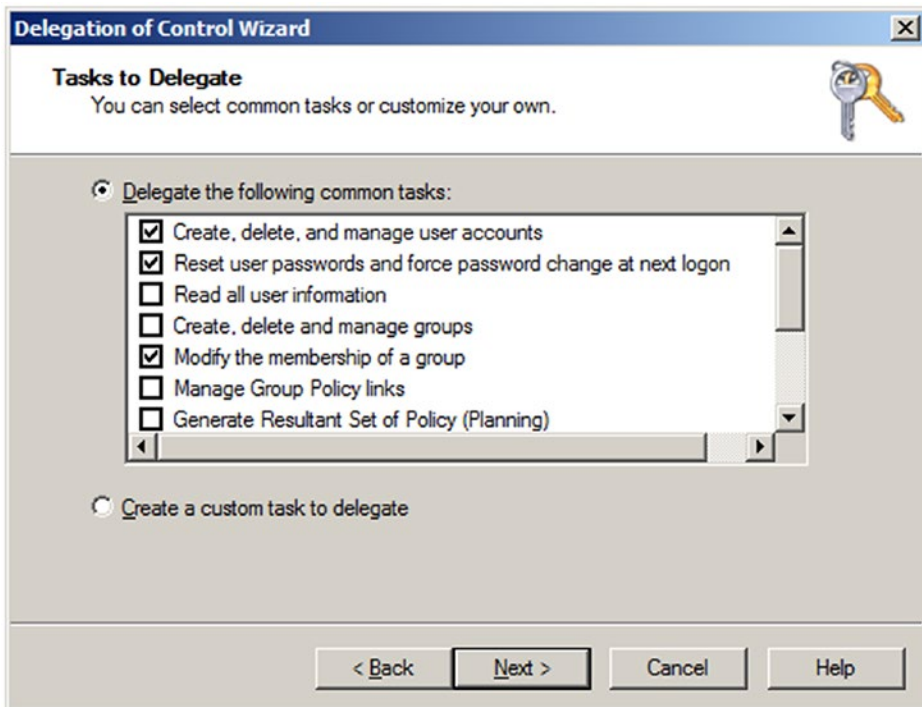 Delegation of Control Wizard
Tasks to Delegate
You can select common tasks or customize your own.
Delegate the following common tasks:
Create, delete, and manage user accounts
Reset user passwords and force password change at next logon
Read all user information
Create, delete and manage groups
Modify the membership of a group
Manage Group Policy links
Generate Resultant Set of Policy (Planning)
Create a custom task to delegate
< Back Next > Cancel Help